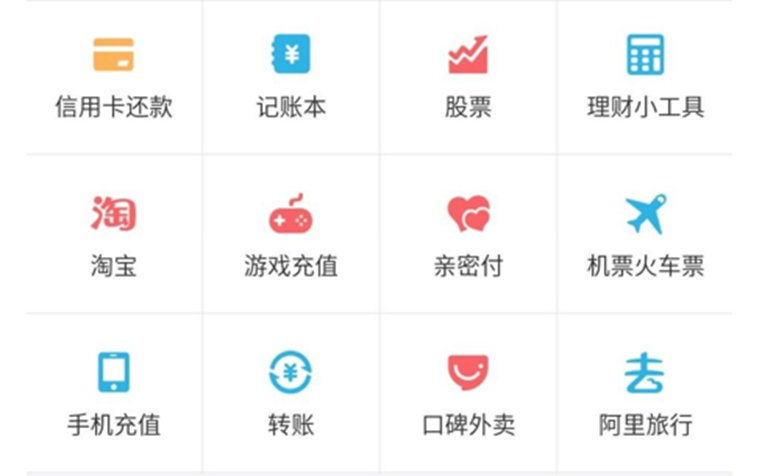 信用卡还款 记账本 股票 理财小工具
淘
淘宝 游戏充值 亲密付 机票火车票
去
手机充值 转账 口碑外卖 阿里旅行